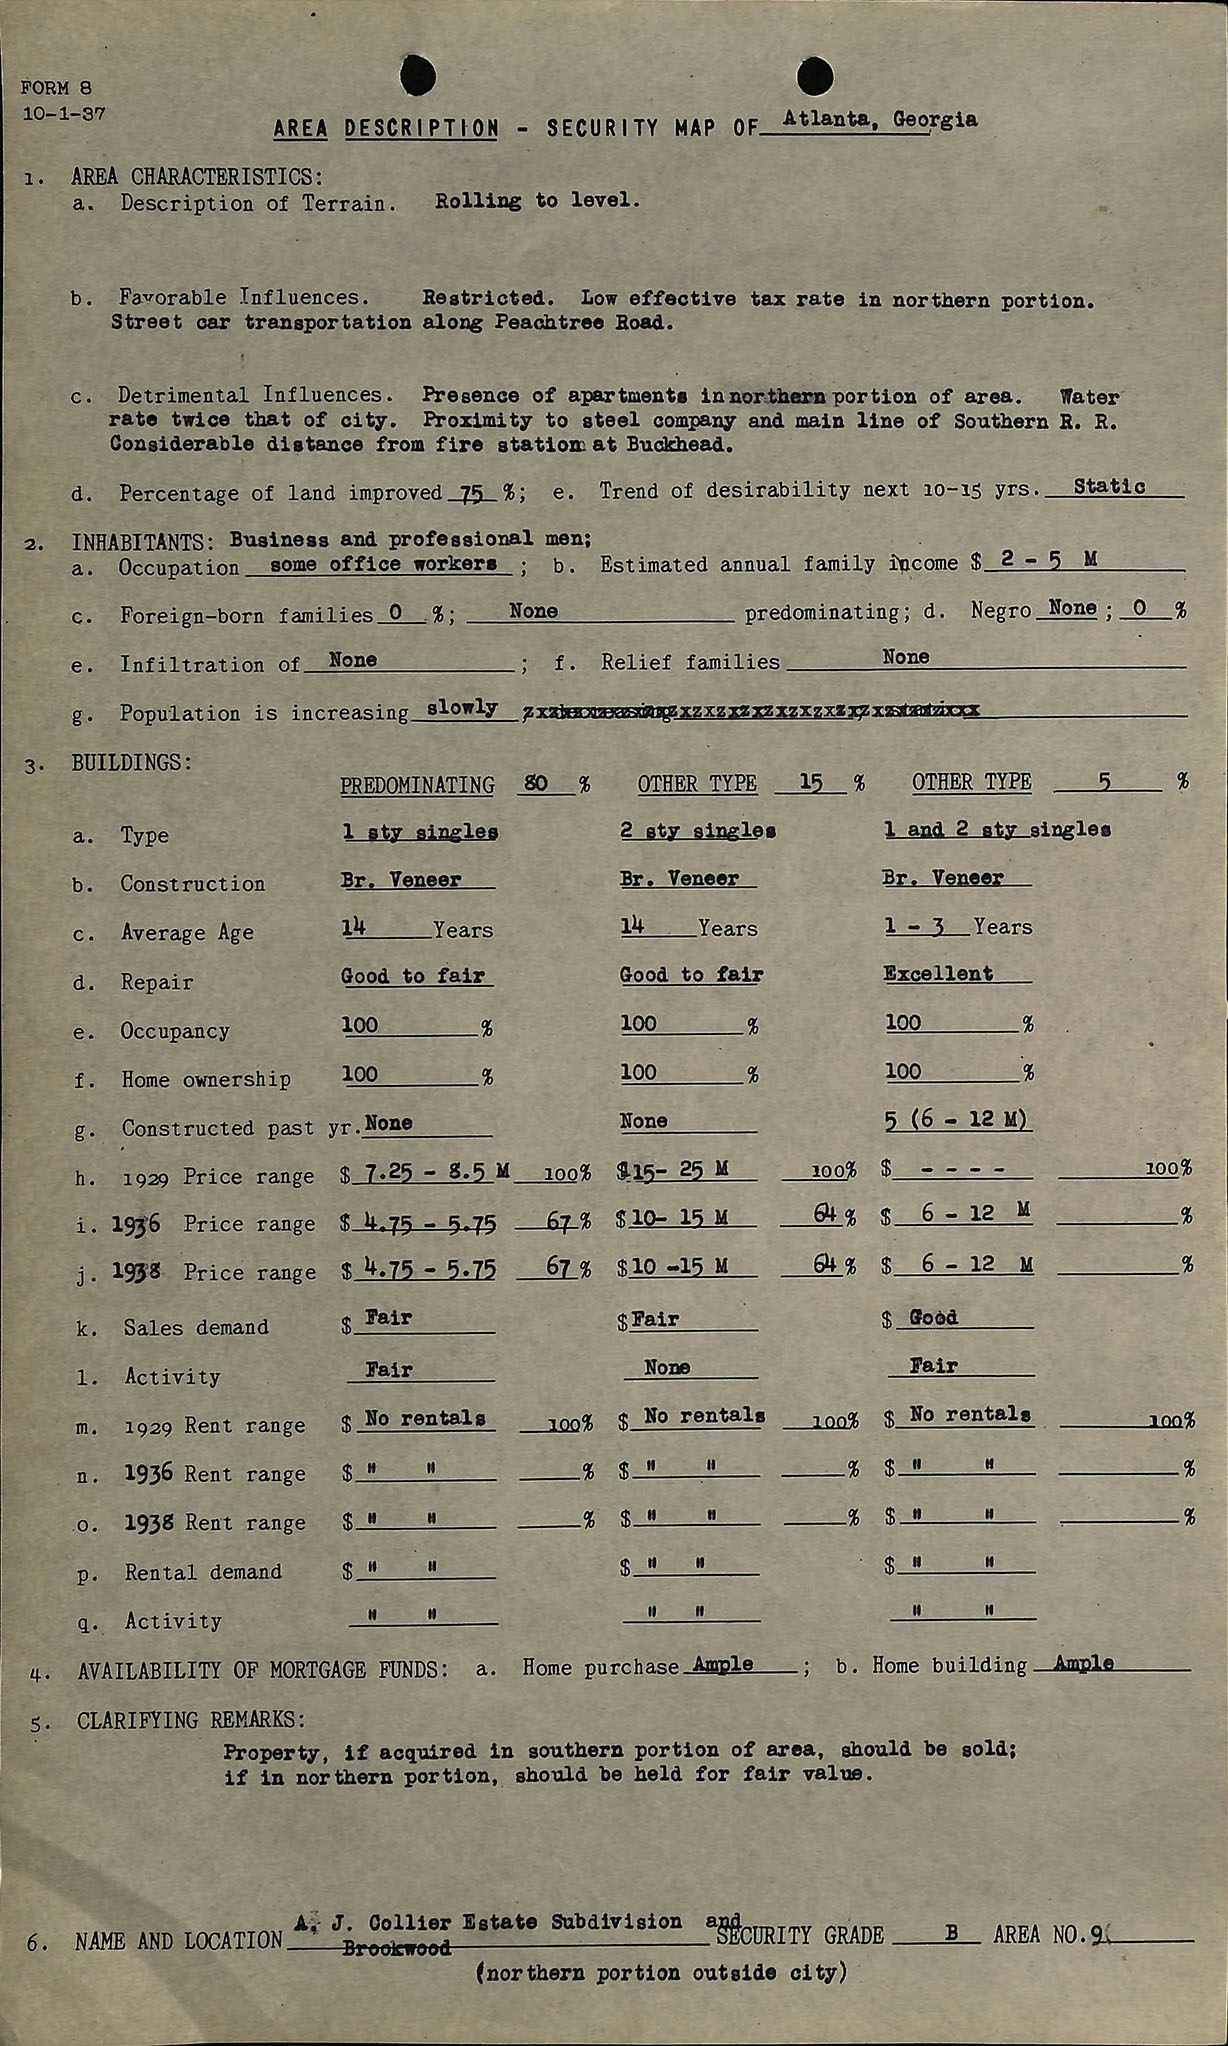 FORM 8
10-1-37
AREA DESCRIPTION - SECURITY MAP OF Atlanta, Georgia
1. AREA CHARACTERISTICS:
a. Description of Terrain. Rolling to level.
b. Favorable Influences. Restricted. Low effective tax rate in northern portion.
Street car transportation along Peachtree Road.
c. Detrimental Influences. Presence of apartments in northern portion of area. Water
rate twice that of city. Proximity to steel company and main line of Southern R. R.
Considerable distance from fire station at Buckhead.
d. Percentage of land improved 75 %; e. Trend of desirability next 10-15 yrs. Static
2. INHABITANTS: Business and professional men;
a. Occupation some office workers ; b. Estimated annual family income $ 2 - 5 M
c. Foreign-born families 0 %; None predominating; d. Negro None ; 0 %
e. Infiltration of None ; f. Relief families None
g. Population is increasing slowly
3. BUILDINGS:
PREDOMINATING 80 % OTHER TYPE 15 % OTHER TYPE 5 %
a. Type 1 sty singles 2 sty singles 1 and 2 sty singles
b. Construction Br. Veneer Br. Veneer Br. Veneer
c. Average Age 14 Years 14 Years 1 - 3 Years
d. Repair Good to fair Good to fair Excellent
e. Occupancy 100 % 100 % 100 %
f. Home ownership 100 % 100 % 100 %
g. Constructed past yr. None None 5 (6 - 12 M)
h. 1929 Price range $ 7.25 - 8.5 M 100% $15- 25 M 100% $ - - - - 100%
i. 1936 Price range $ 4.75 - 5.75 67 % $ 10- 15 M 64 % $ 6 - 12 M %
j. 1938 Price range $ 4.75 - 5.75 67 % $ 10 -15 M 64 % $ 6 - 12 M %
k. Sales demand $ Fair $ Fair $ Good
l. Activity Fair None Fair
m. 1929 Rent range $ No rentals 100% $ No rentals 100% $ No rentals 100%
n. 1936 Rent range $ " " % $ " " % $ " " %
o. 1938 Rent range $ " " % $ " " % $ " " %
p. Rental demand $ " " $ " " $ " "
q. Activity " " " " " "
4. AVAILABILITY OF MORTGAGE FUNDS: a. Home purchase Ample ; b. Home building Ample
5. CLARIFYING REMARKS:
Property, if acquired in southern portion of area, should be sold;
if in northern portion, should be held for fair value.
A. J. Collier Estate Subdivision and
6. NAME AND LOCATION Brookwood SECURITY GRADE B AREA NO. 9
(northern portion outside city)